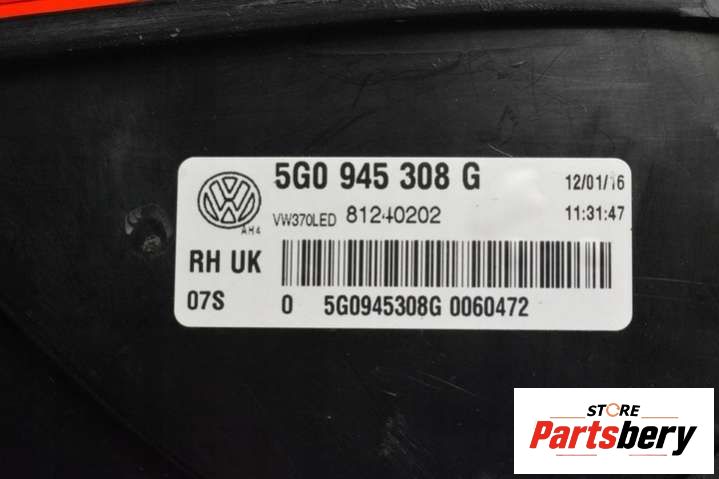 5G0 945 308 G
12/01/16
VW370LED 81240202
11:31:47
AH4
RH UK
07S
0 5G0945308G 0060472
STORE
Partsbery